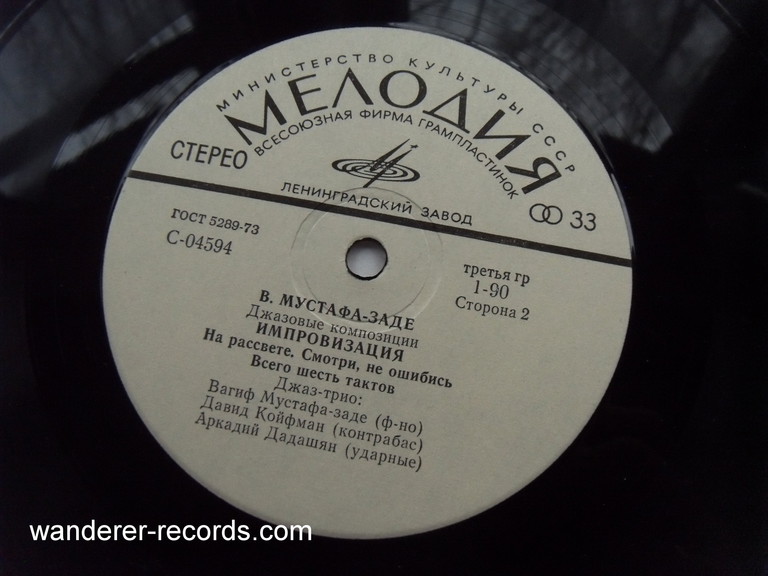 МИНИСТЕРСТВО КУЛЬТУРЫ СССР
МЕЛОДИЯ
ВСЕСОЮЗНАЯ ФИРМА ГРАМПЛАСТИНОК
СТЕРЕО
ЛЕНИНГРАДСКИЙ ЗАВОД
33
ГОСТ 5289-73
С-04594
третья гр
1-90
Сторона 2
В. МУСТАФА-ЗАДЕ
Джазовые композиции
ИМПРОВИЗАЦИЯ
На рассвете. Смотри, не ошибись
Всего шесть тактов
Джаз-трио:
Вагиф Мустафа-заде (ф-но)
Давид Койфман (контрабас)
Аркадий Дадашян (ударные)
wanderer-records.com